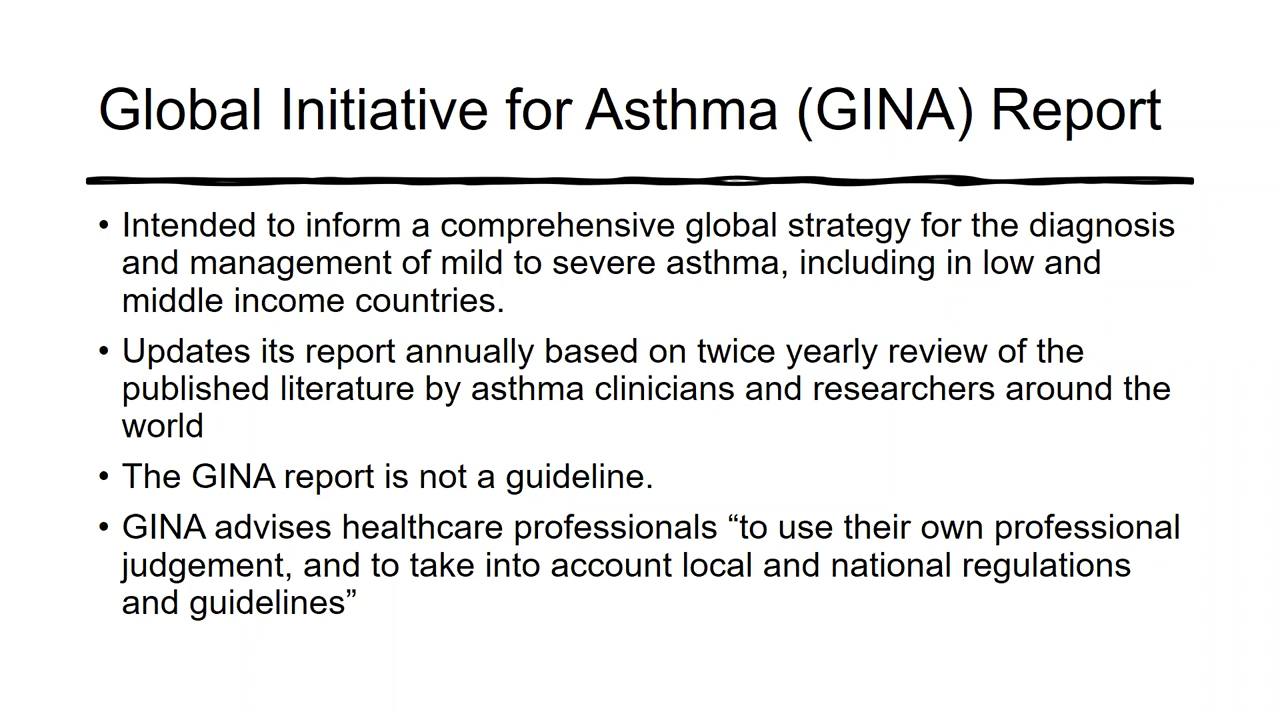 Global Initiative for Asthma (GINA) Report
• Intended to inform a comprehensive global strategy for the diagnosis
and management of mild to severe asthma, including in low and
middle income countries.
• Updates its report annually based on twice yearly review of the
published literature by asthma clinicians and researchers around the
world
• The GINA report is not a guideline.
• GINA advises healthcare professionals “to use their own professional
judgement, and to take into account local and national regulations
and guidelines”